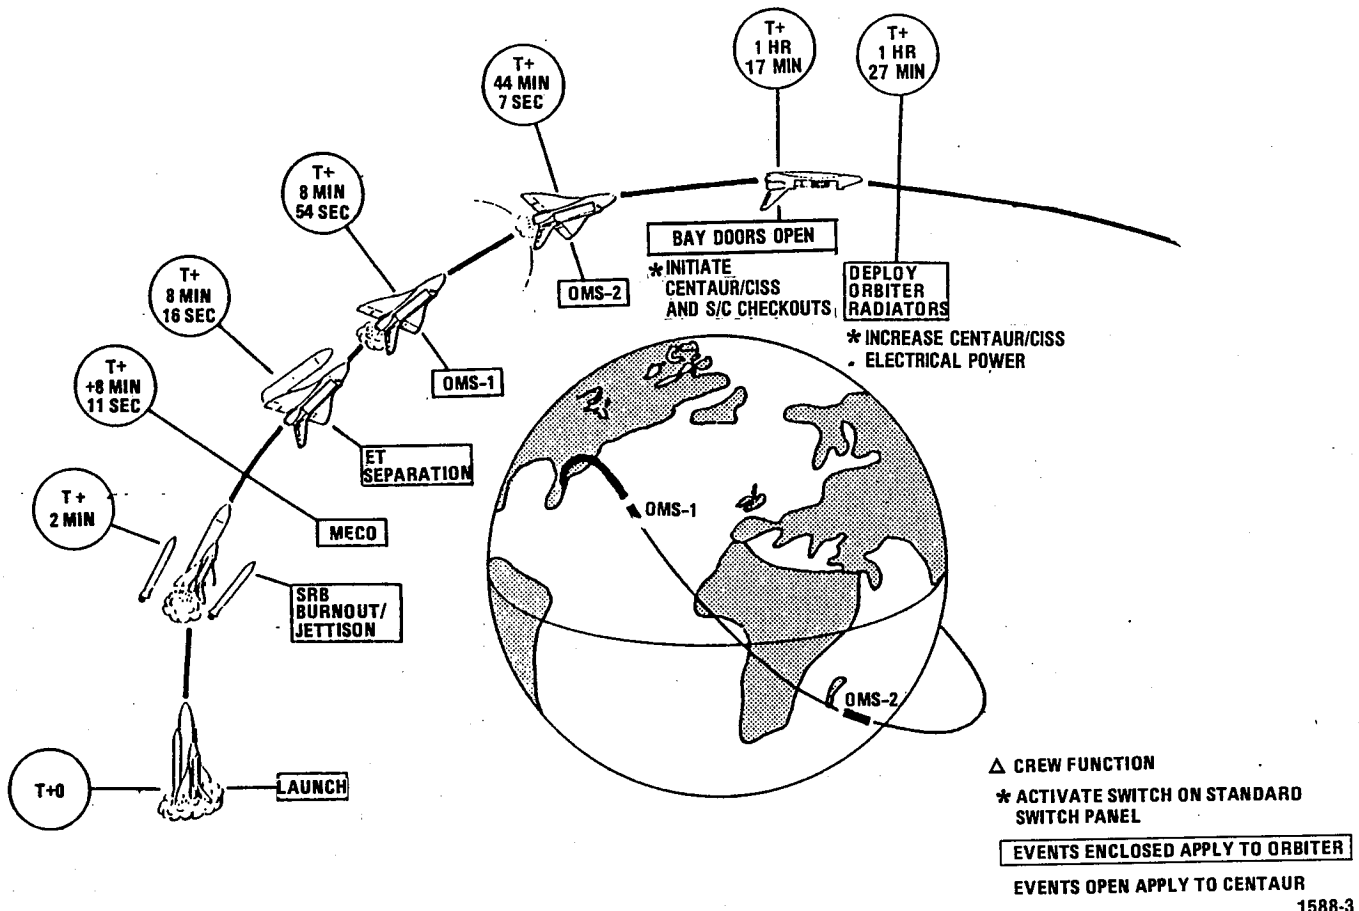 T+
1 HR
17 MIN
T+
1 HR
27 MIN
T+
44 MIN
7 SEC
T+
8 MIN
54 SEC
BAY DOORS OPEN
*INITIATE
CENTAUR/CISS
AND S/C CHECKOUTS
DEPLOY
ORBITER
RADIATORS
*INCREASE CENTAUR/CISS
ELECTRICAL POWER
OMS-2
T+
8 MIN
16 SEC
OMS-1
T+
+8 MIN
11 SEC
ET
SEPARATION
T+
2 MIN
MECO
OMS-1
SRB
BURNOUT/
JETTISON
OMS-2
T+0
LAUNCH
△ CREW FUNCTION
* ACTIVATE SWITCH ON STANDARD
SWITCH PANEL
EVENTS ENCLOSED APPLY TO ORBITER
EVENTS OPEN APPLY TO CENTAUR
1588-3